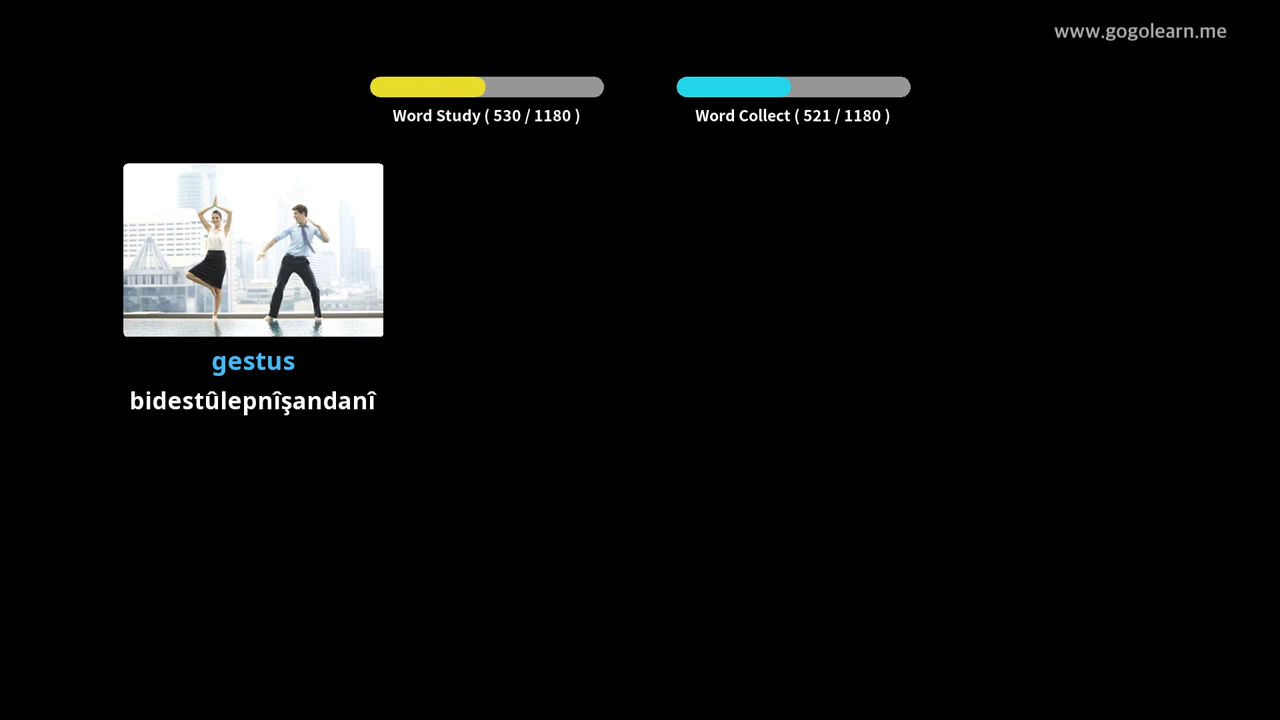 www.gogolearn.me
Word Study ( 530 / 1180 )
Word Collect ( 521 / 1180 )
gestus
bidestûlepnîşandanî